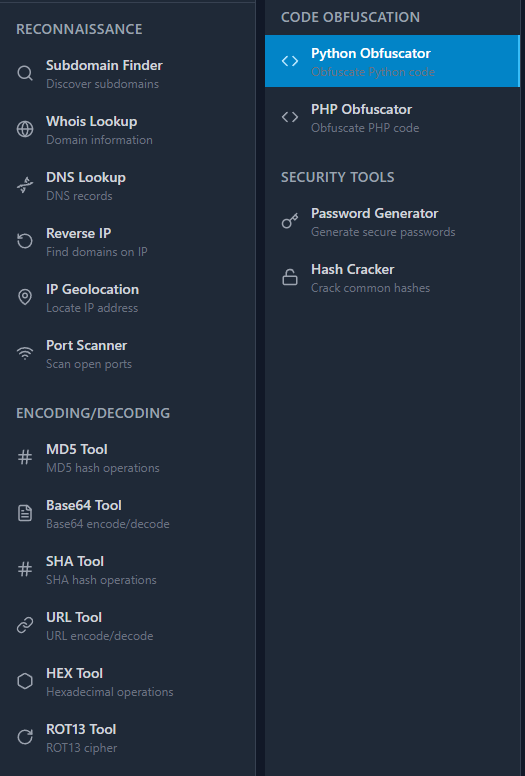 RECONNAISSANCE
Subdomain Finder
Discover subdomains
Whois Lookup
Domain information
DNS Lookup
DNS records
Reverse IP
Find domains on IP
IP Geolocation
Locate IP address
Port Scanner
Scan open ports
ENCODING/DECODING
MD5 Tool
MD5 hash operations
Base64 Tool
Base64 encode/decode
SHA Tool
SHA hash operations
URL Tool
URL encode/decode
HEX Tool
Hexadecimal operations
ROT13 Tool
ROT13 cipher
CODE OBFUSCATION
Python Obfuscator
Obfuscate Python code
PHP Obfuscator
Obfuscate PHP code
SECURITY TOOLS
Password Generator
Generate secure passwords
Hash Cracker
Crack common hashes